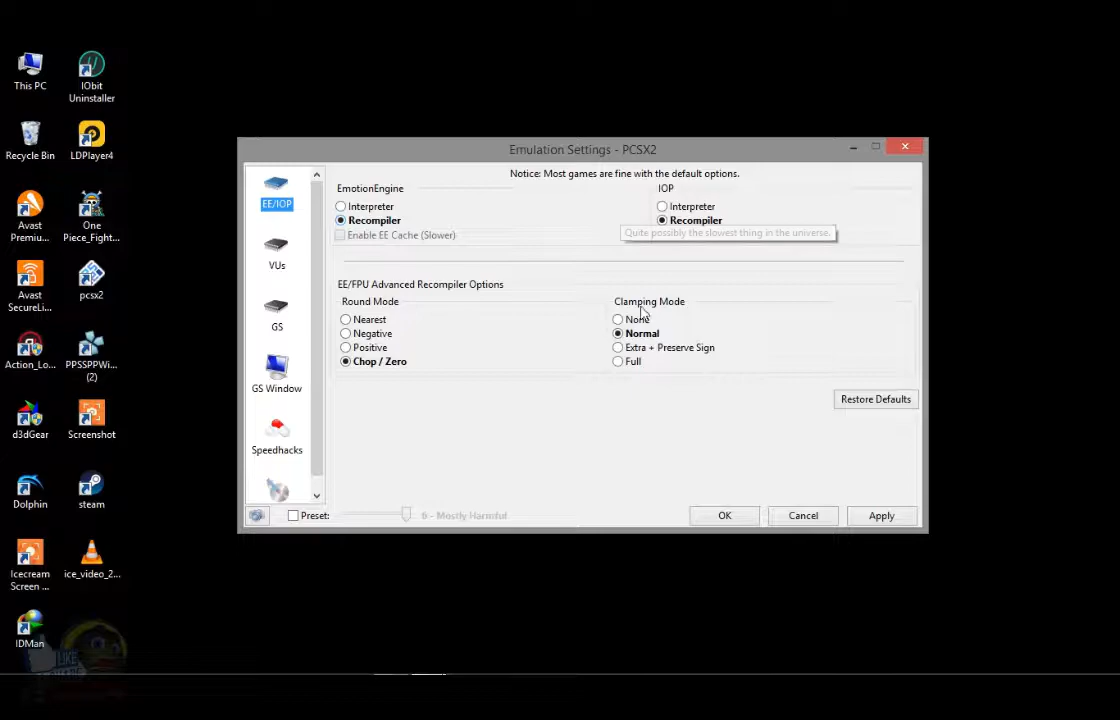 This PC
IObit
Uninstaller
Recycle Bin
LDPlayer4
Avast
Premiu...
One
Piece_Fight...
Avast
SecureLi...
pcsx2
Action_Lo...
PPSSPPWi...
(2)
d3dGear
Screenshot
Dolphin
steam
Icecream
Screen ...
ice_video_2...
IDMan
LIKE
Emulation Settings - PCSX2
Notice: Most games are fine with the default options.
EE/IOP
VUs
GS
GS Window
Speedhacks
EmotionEngine
Interpreter
Recompiler
Enable EE Cache (Slower)
IOP
Interpreter
Recompiler
Quite possibly the slowest thing in the universe.
EE/FPU Advanced Recompiler Options
Round Mode
Nearest
Negative
Positive
Chop / Zero
Clamping Mode
None
Normal
Extra + Preserve Sign
Full
Restore Defaults
Preset:
6 - Mostly Harmful
OK
Cancel
Apply